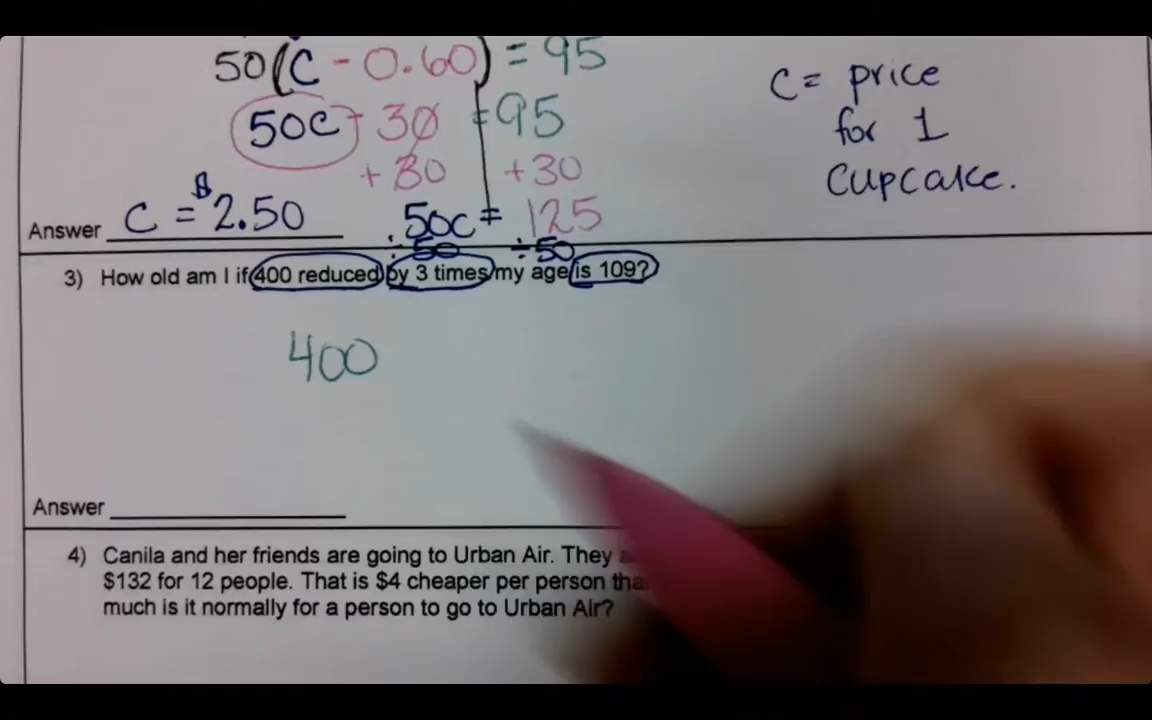 50(C - 0.60) = 95
50c - 30 = 95
+ 30 + 30
50c = 125
÷ 50 ÷ 50
Answer C = $2.50
C = price
for 1
cupcake.
3) How old am I if 400 reduced by 3 times my age is 109?
400
Answer
4) Canila and her friends are going to Urban Air. They
$132 for 12 people. That is $4 cheaper per person
much is it normally for a person to go to Urban Air?